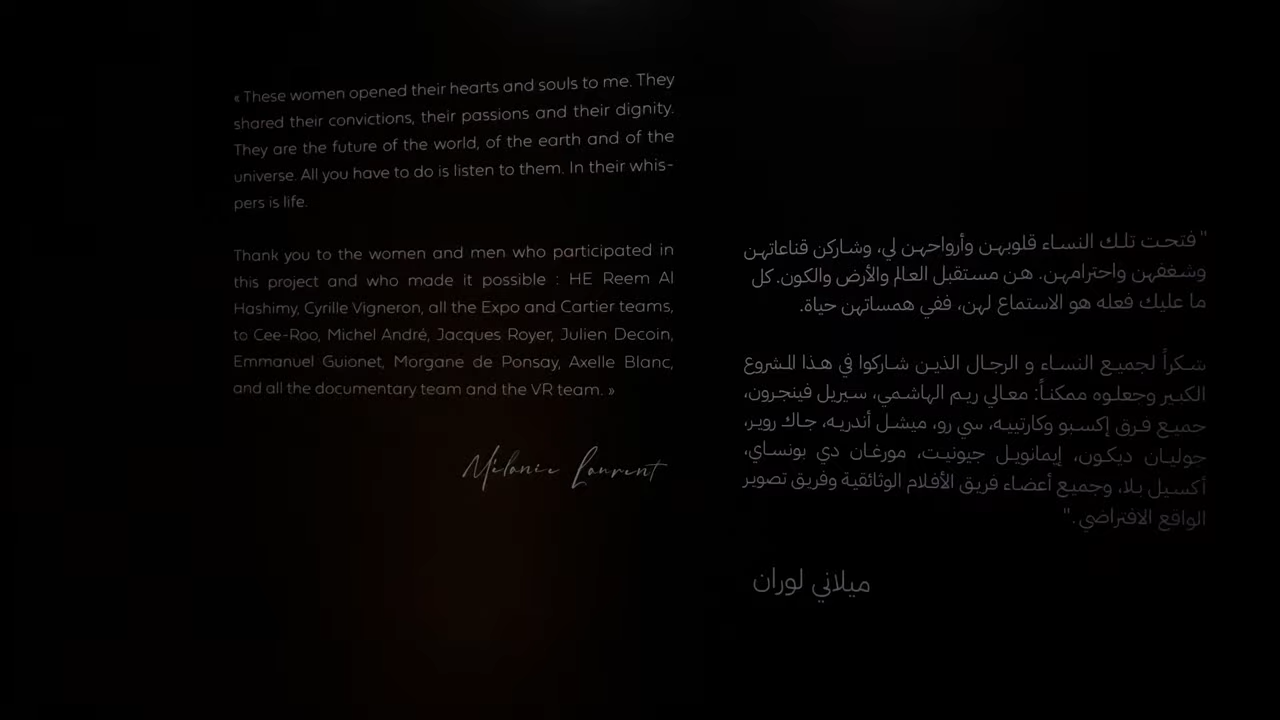 « These women opened their hearts and souls to me. They
shared their convictions, their passions and their dignity.
They are the future of the world, of the earth and of the
universe. All you have to do is listen to them. In their whis-
pers is life.
Thank you to the women and men who participated in
this project and who made it possible : HE Reem Al
Hashimy, Cyrille Vigneron, all the Expo and Cartier teams,
to Cee-Roo, Michel André, Jacques Royer, Julien Decoin,
Emmanuel Guionet, Morgane de Ponsay, Axelle Blanc,
and all the documentary team and the VR team. »
Mélanie Laurent
"فتحت تلك النساء قلوبهن وأرواحهن لي، وشاركن قناعاتهن
وشغفهن واحترامهن. هن مستقبل العالم والأرض والكون. كل
ما عليك فعله هو الاستماع لهن، ففي همساتهن حياة.
شكراً لجميع النساء و الرجال الذين شاركوا في هذا المشروع
الكبير وجعلوه ممكناً: معالي ريم الهاشمي، سيريل فينجرون،
جميع فرق إكسبو وكارتييه، سي رو، ميشل أندريه، جاك روير،
جوليان ديكون، إيمانويل جيونيت، مورغان دي بونساي،
أكسيل بلا، وجميع أعضاء فريق الأفلام الوثائقية وفريق تصوير
الواقع الافتراضي."
ميلاني لوران